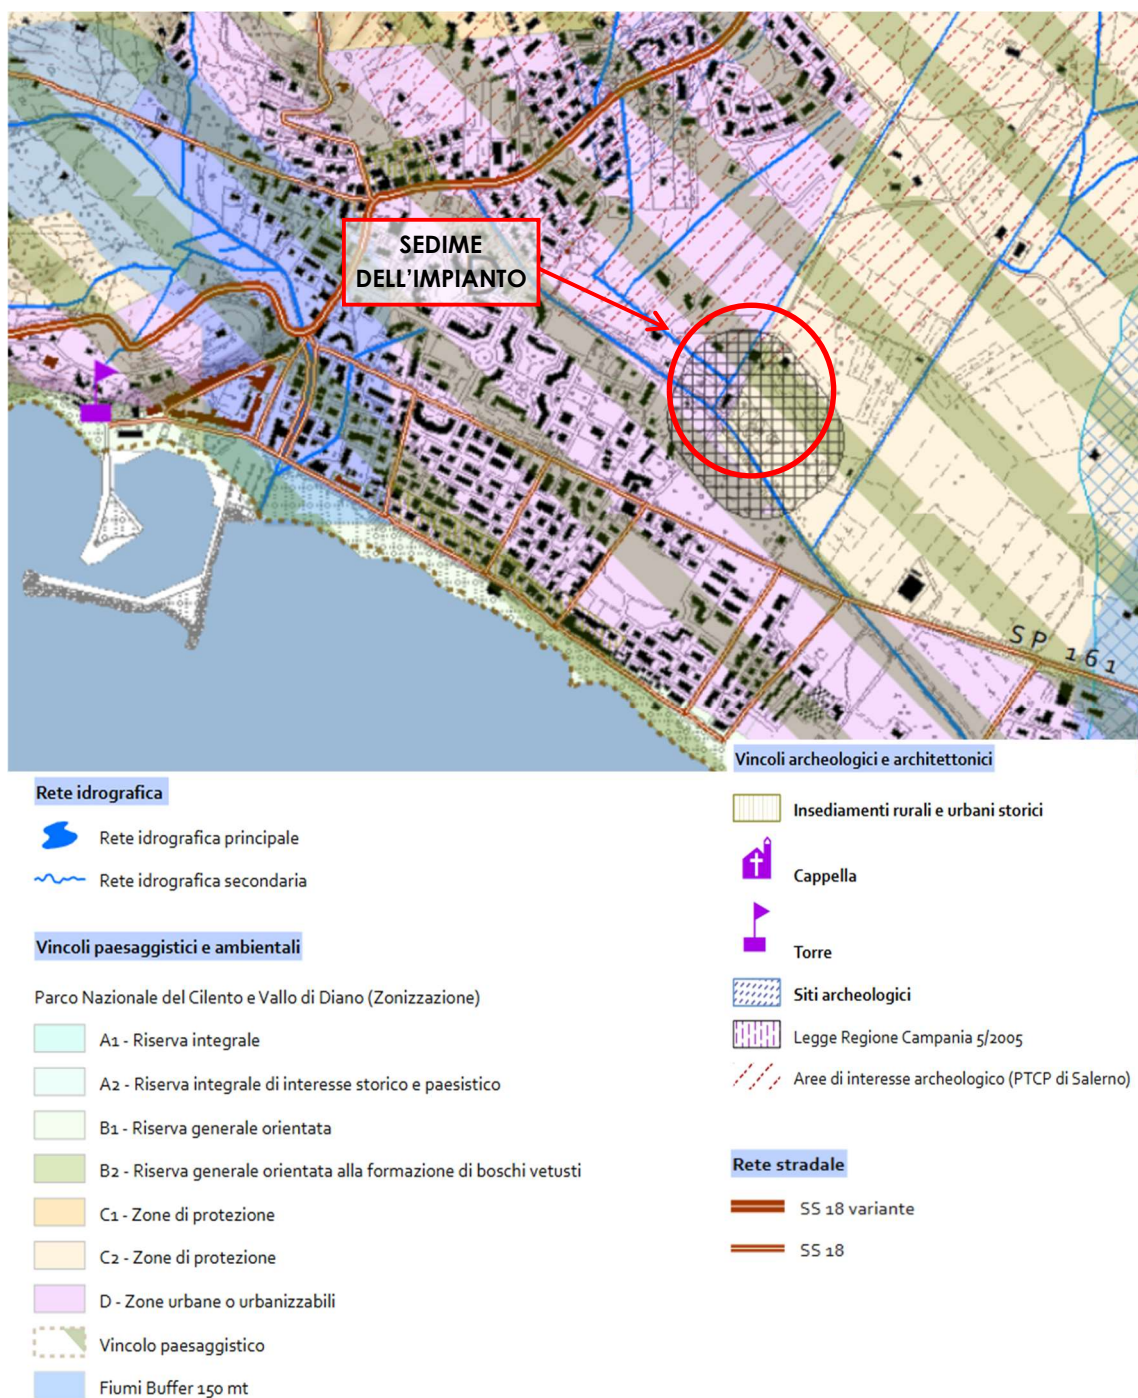 SEDIME
DELL'IMPIANTO
SP 161
Rete idrografica
Rete idrografica principale
Rete idrografica secondaria
Vincoli paesaggistici e ambientali
Parco Nazionale del Cilento e Vallo di Diano (Zonizzazione)
A1 - Riserva integrale
A2 - Riserva integrale di interesse storico e paesistico
B1 - Riserva generale orientata
B2 - Riserva generale orientata alla formazione di boschi vetusti
C1 - Zone di protezione
C2 - Zone di protezione
D - Zone urbane o urbanizzabili
Vincolo paesaggistico
Fiumi Buffer 150 mt
Vincoli archeologici e architettonici
Insediamenti rurali e urbani storici
Cappella
Torre
Siti archeologici
Legge Regione Campania 5/2005
Aree di interesse archeologico (PTCP di Salerno)
Rete stradale
SS 18 variante
SS 18